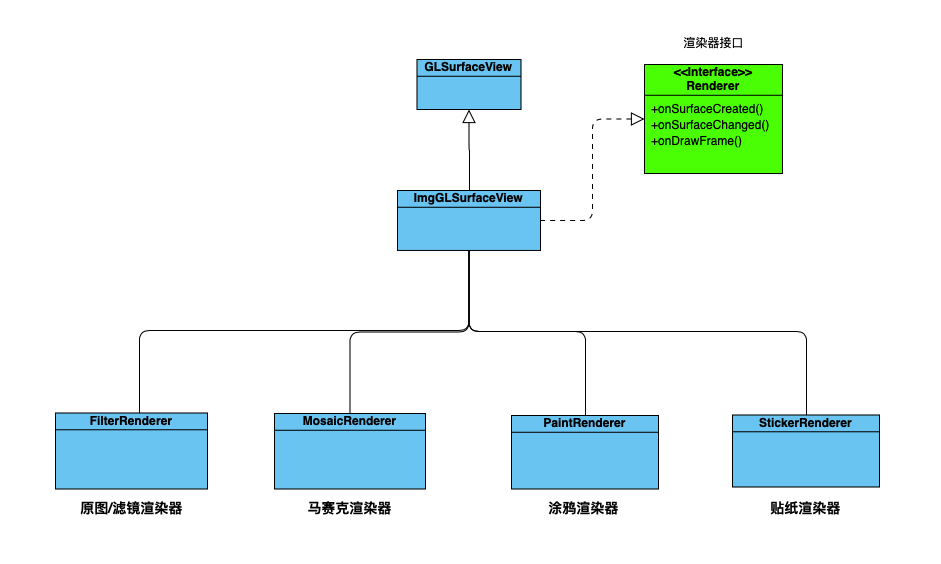 渲染器接口
GLSurfaceView
<<Interface>>
Renderer
+onSurfaceCreated()
+onSurfaceChanged()
+onDrawFrame()
ImgGLSurfaceView
FilterRenderer
MosaicRenderer
PaintRenderer
StickerRenderer
原图/滤镜渲染器
马赛克渲染器
涂鸦渲染器
贴纸渲染器